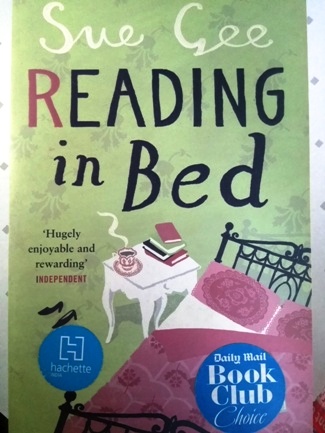 Sue Gee
READING
in Bed
'Hugely
enjoyable and
rewarding'
INDEPENDENT
H
hachette
Daily Mail
Book
Club
Choice